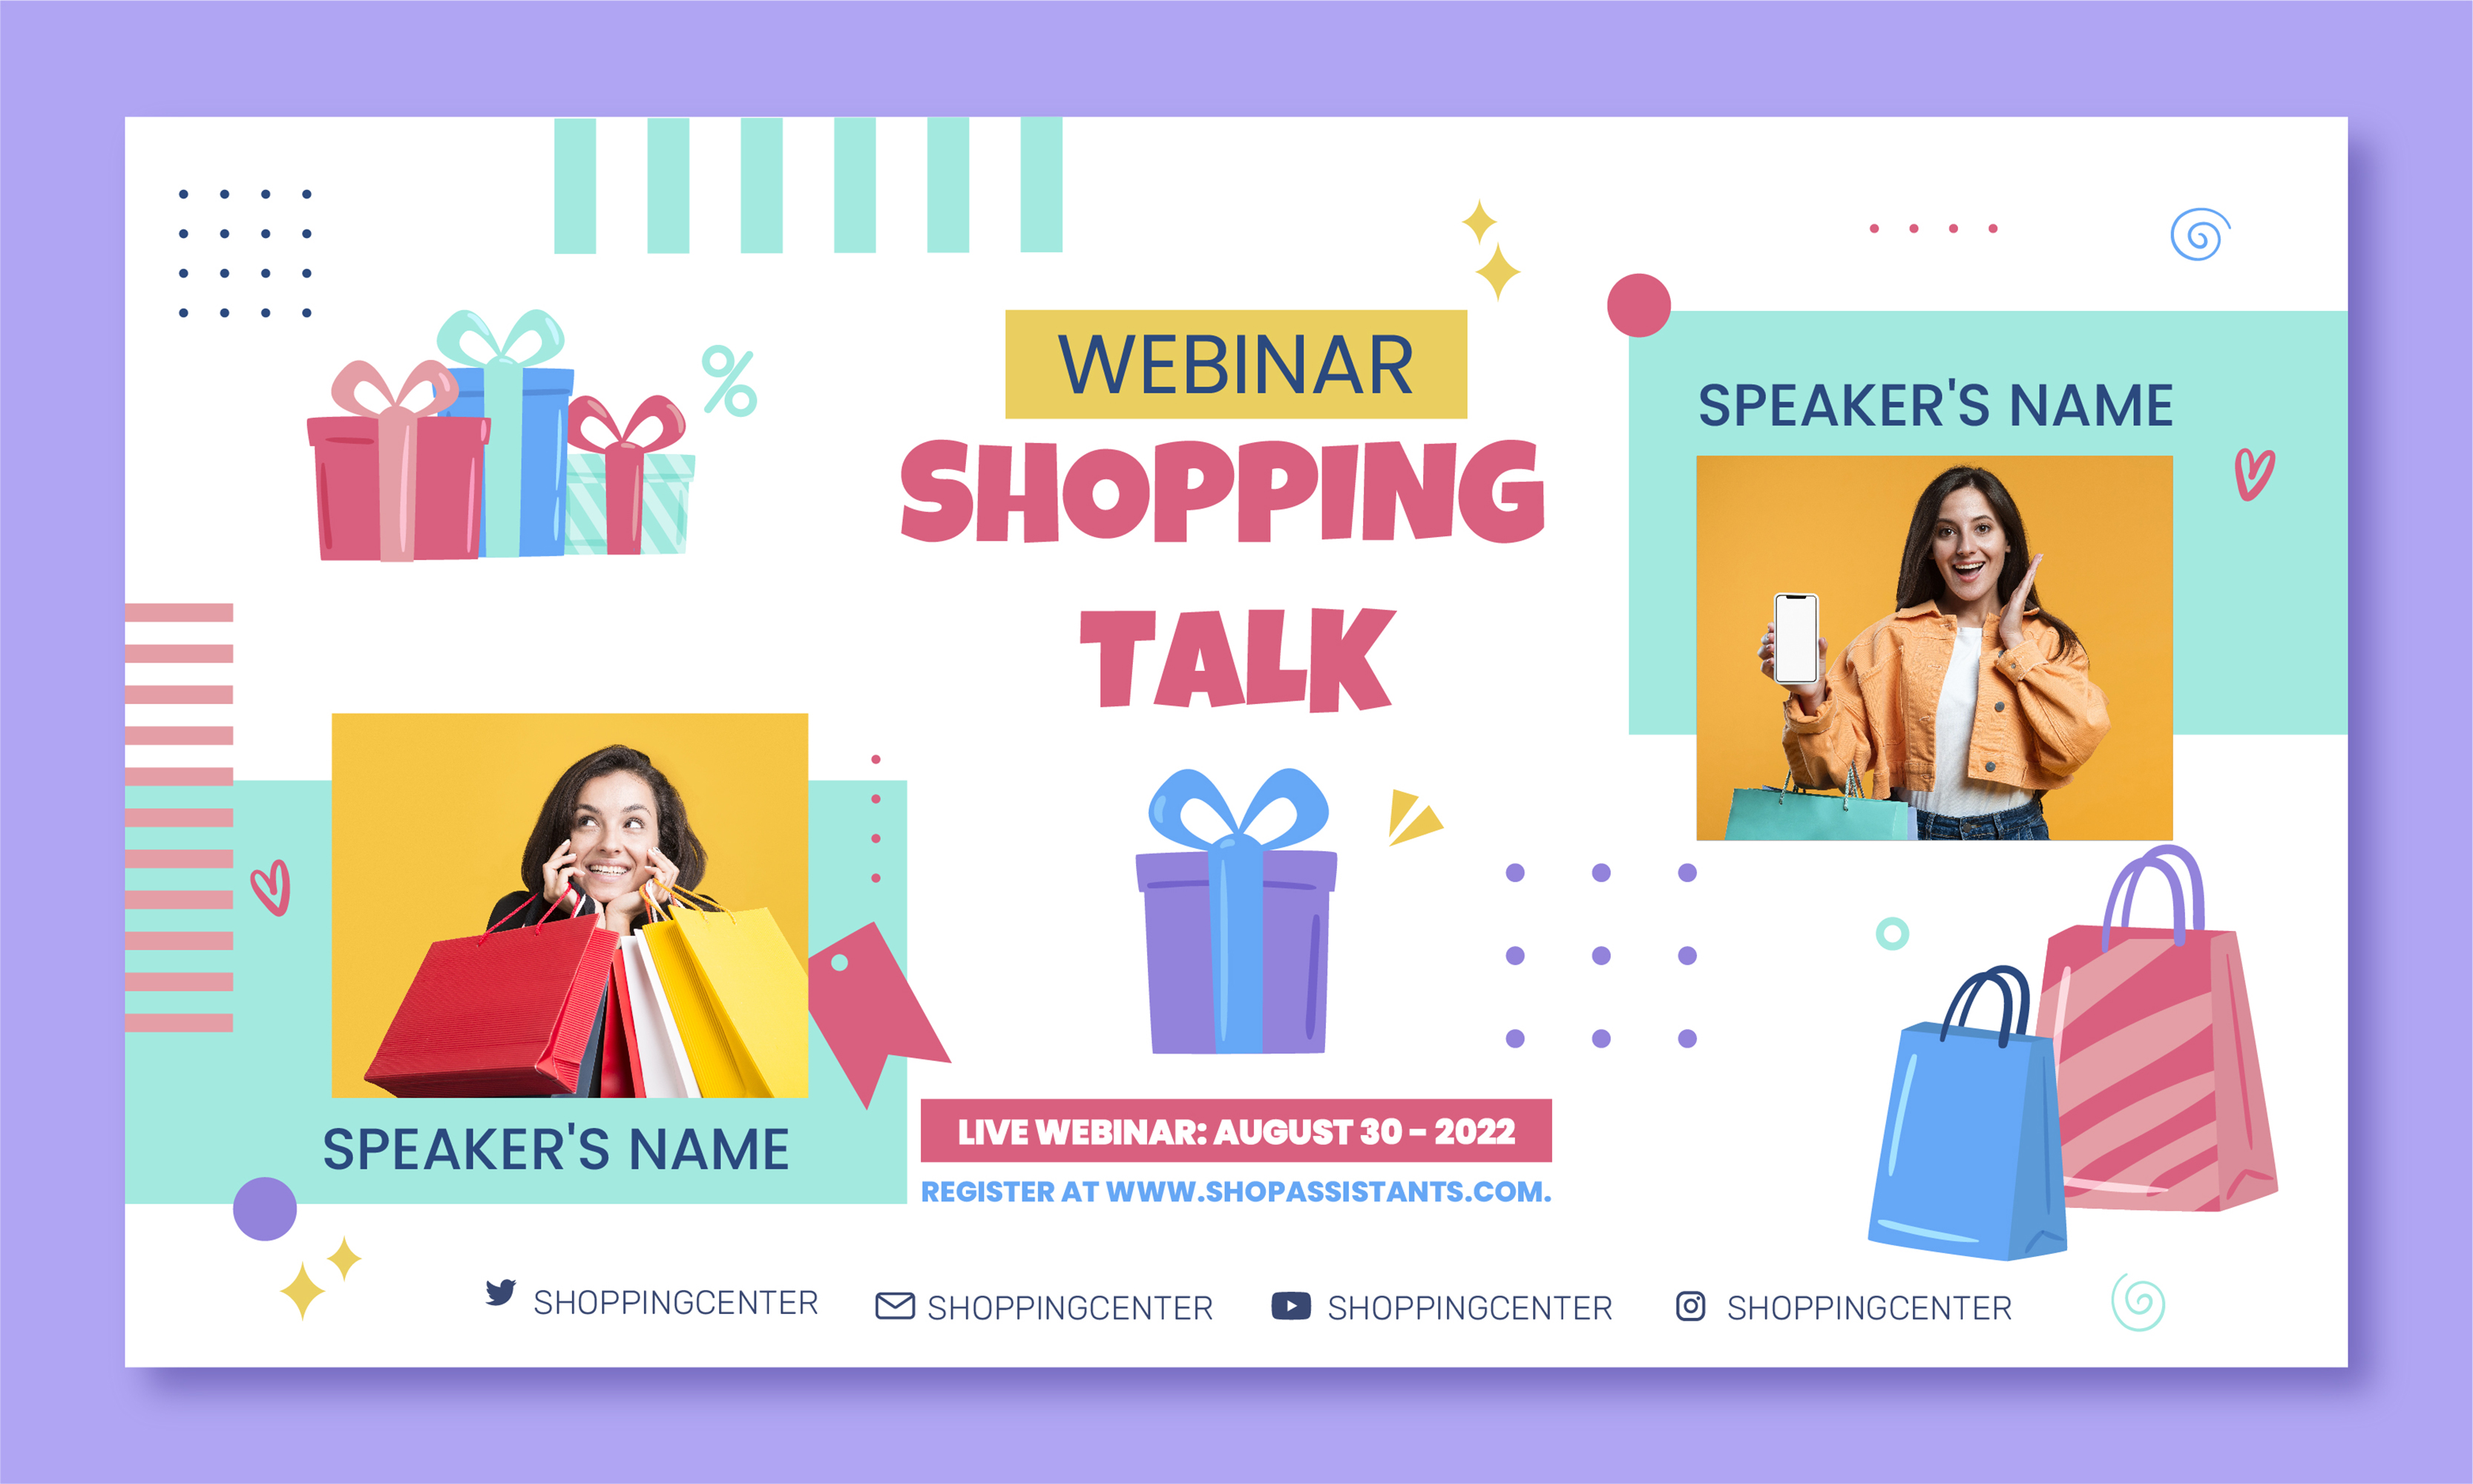 WEBINAR
SHOPPING
TALK
SPEAKER'S NAME
SPEAKER'S NAME
LIVE WEBINAR: AUGUST 30 – 2022
REGISTER AT WWW.SHOPASSISTANTS.COM.
SHOPPINGCENTER
SHOPPINGCENTER
SHOPPINGCENTER
SHOPPINGCENTER
%